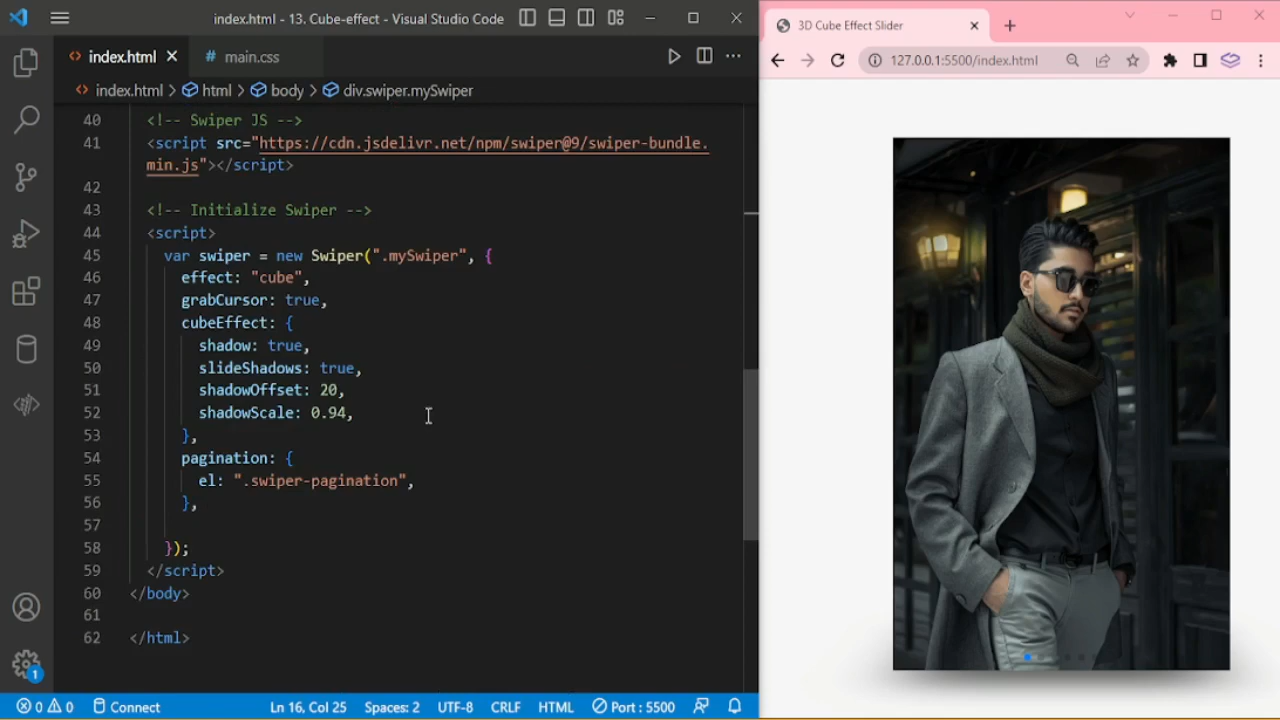 index.html - 13. Cube-effect - Visual Studio Code
index.html
# main.css
index.html > html > body > div.swiper.mySwiper
40 <!-- Swiper JS -->
41 <script src="https://cdn.jsdelivr.net/npm/swiper@9/swiper-bundle.
min.js"></script>
42
43 <!-- Initialize Swiper -->
44 <script>
45 var swiper = new Swiper(".mySwiper", {
46 effect: "cube",
47 grabCursor: true,
48 cubeEffect: {
49 shadow: true,
50 slideShadows: true,
51 shadowOffset: 20,
52 shadowScale: 0.94,
53 },
54 pagination: {
55 el: ".swiper-pagination",
56 },
57
58 });
59 </script>
60 </body>
61
62 </html>
1
0 0
Connect
Ln 16, Col 25
Spaces: 2
UTF-8
CRLF
HTML
Port : 5500
3D Cube Effect Slider
127.0.0.1:5500/index.html